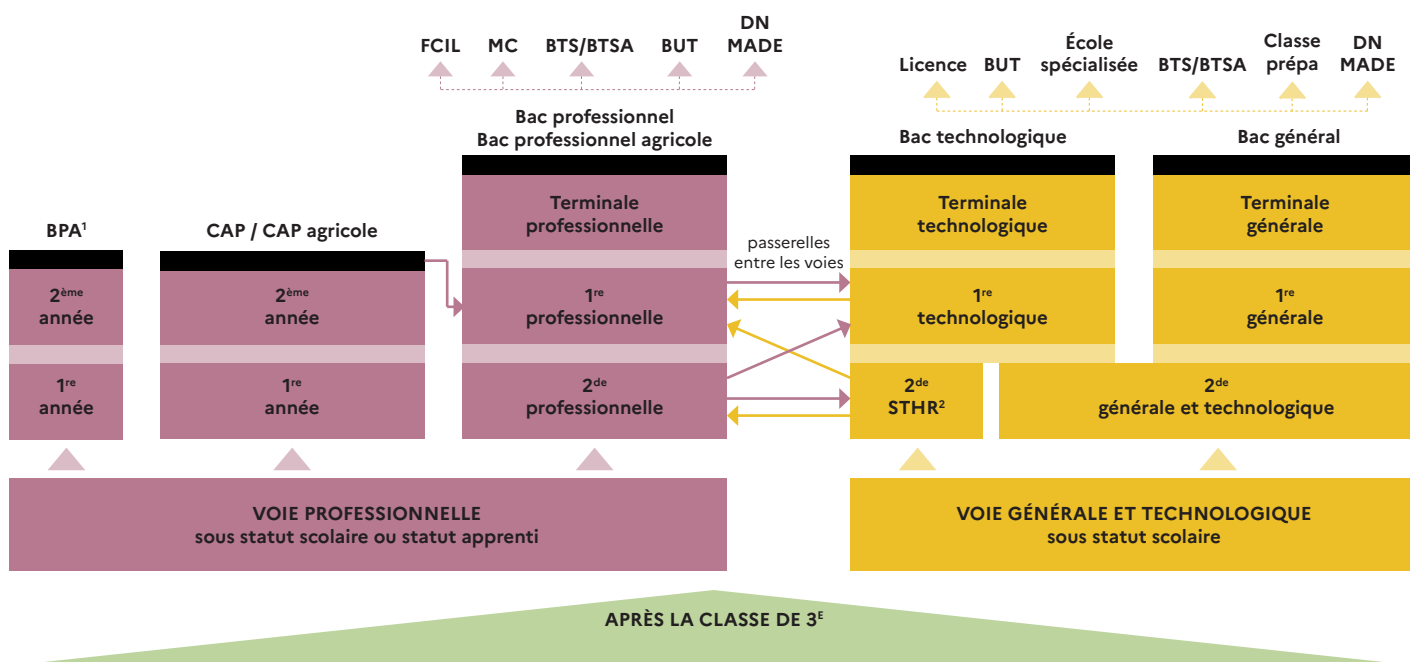 FCIL
MC
BTS/BTSA
BUT
DN
MADE
Licence
BUT
École
spécialisée
BTS/BTSA
Classe
prépa
DN
MADE
Bac professionnel
Bac professionnel agricole
Bac technologique
Bac général
BPA¹
CAP / CAP agricole
Terminale
professionnelle
passerelles
entre les voies
Terminale
technologique
Terminale
générale
2ème
année
2ème
année
1re
professionnelle
1re
technologique
1re
générale
1re
année
1re
année
2de
professionnelle
2de
STHR²
2de
générale et technologique
VOIE PROFESSIONNELLE
sous statut scolaire ou statut apprenti
VOIE GÉNÉRALE ET TECHNOLOGIQUE
sous statut scolaire
APRÈS LA CLASSE DE 3E